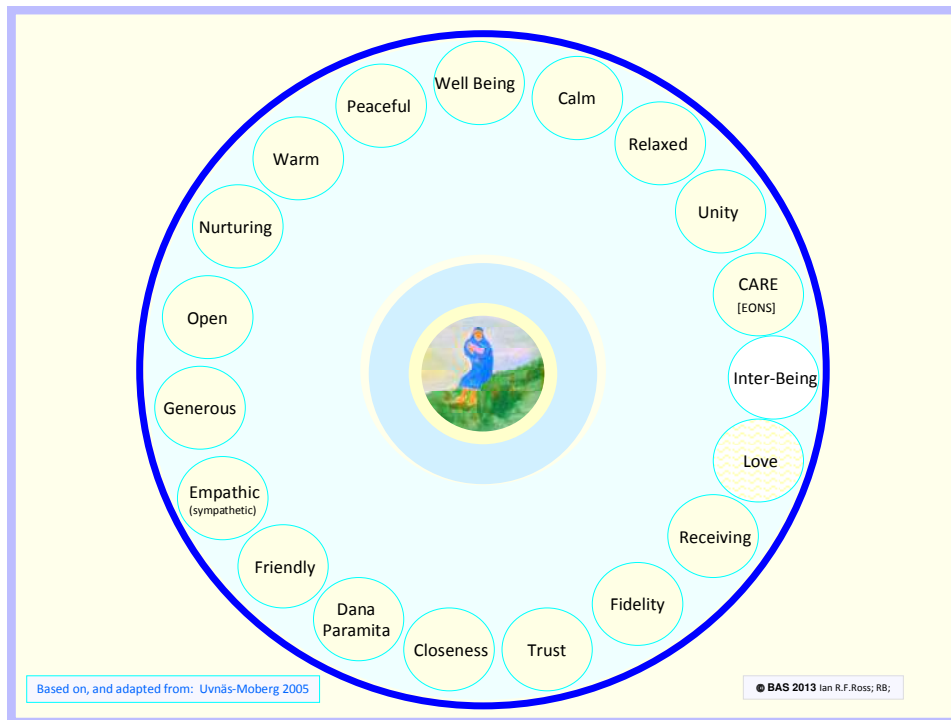 Well Being
Calm
Relaxed
Unity
CARE
[EONS]
Inter-Being
Love
Receiving
Fidelity
Trust
Closeness
Dana
Paramita
Friendly
Empathic
(sympathetic)
Generous
Open
Nurturing
Warm
Peaceful
Based on, and adapted from: Uvnäs-Moberg 2005
© BAS 2013 Ian R.F.Ross; RB;